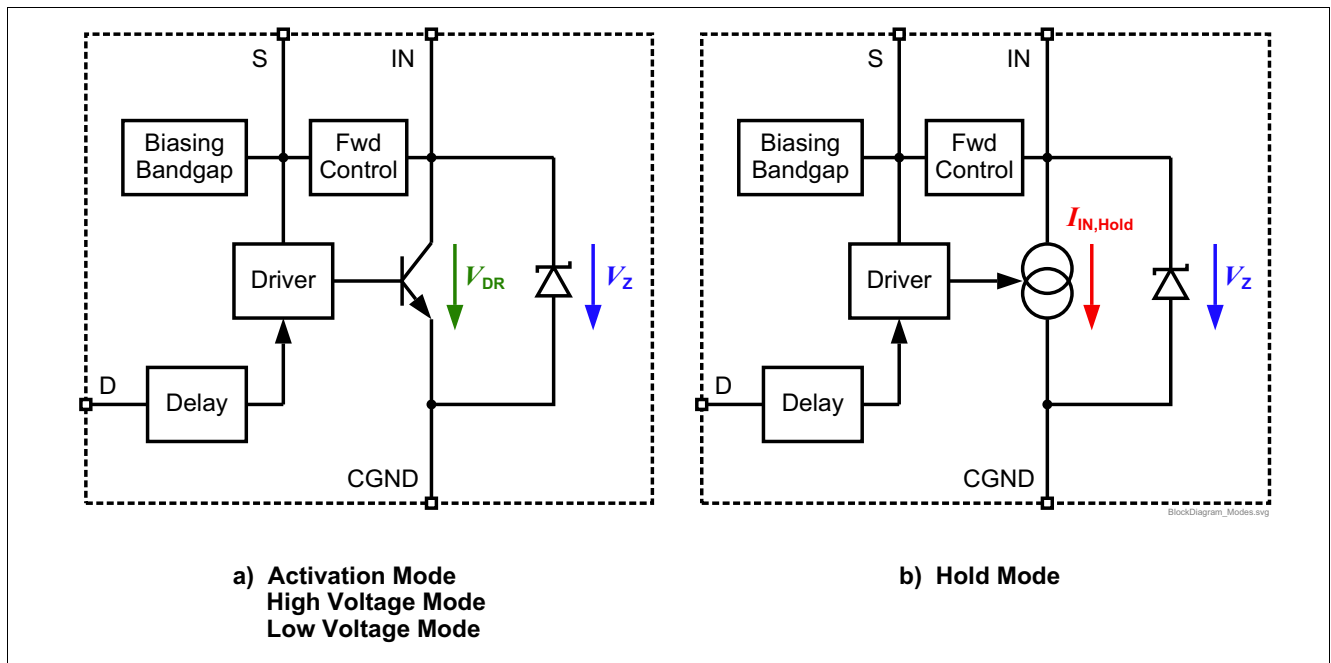 S
IN
Biasing
Bandgap
Fwd
Control
Driver
VDR
VZ
D
Delay
CGND
S
IN
Biasing
Bandgap
Fwd
Control
IIN,Hold
Driver
VZ
D
Delay
CGND
BlockDiagram_Modes.svg
a) Activation Mode
High Voltage Mode
Low Voltage Mode
b) Hold Mode